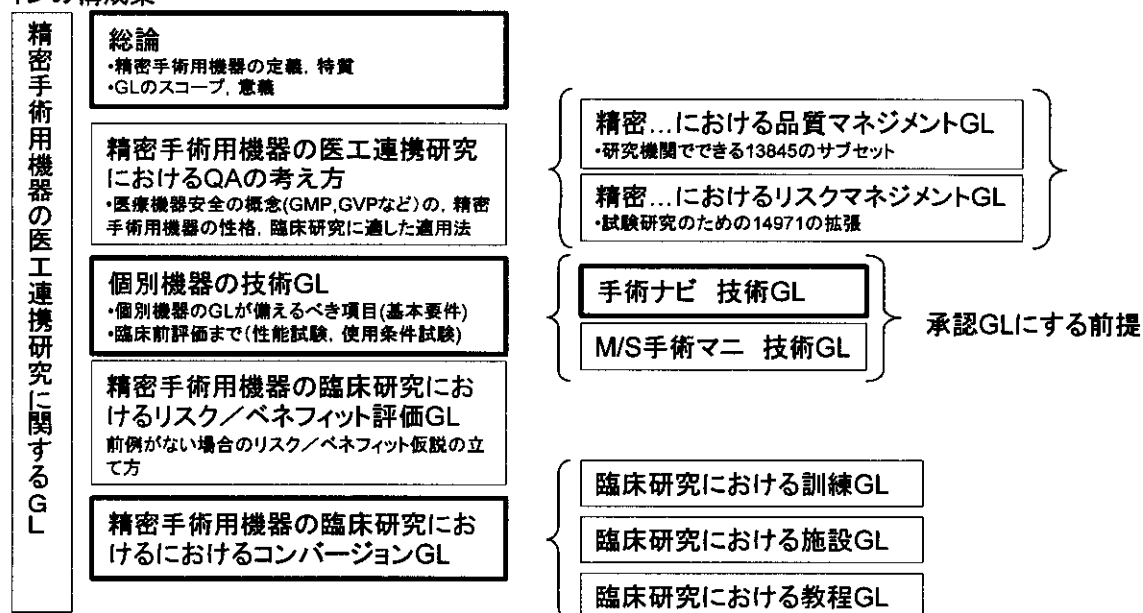 精密手術用機器の医工連携研究に関するGL
総論
・精密手術用機器の定義, 特質
・GLのスコープ, 意義
精密手術用機器の医工連携研究
におけるQAの考え方
・医療機器安全の概念(GMP,GVPなど)の, 精密
手術用機器の性格, 臨床研究に適した適用法
精密…における品質マネジメントGL
・研究機関でできる13845のサブセット
精密…におけるリスクマネジメントGL
・試験研究のための14971の拡張
個別機器の技術GL
・個別機器のGLが備えるべき項目(基本要件)
・臨床前評価まで(性能試験, 使用条件試験)
手術ナビ 技術GL
M/S手術マニ 技術GL
承認GLにする前提
精密手術用機器の臨床研究にお
けるリスク／ベネフィット評価GL
前例がない場合のリスク／ベネフィット仮説の立
て方
精密手術用機器の臨床研究にお
けるにおけるコンバージョンGL
臨床研究における訓練GL
臨床研究における施設GL
臨床研究における教程GL